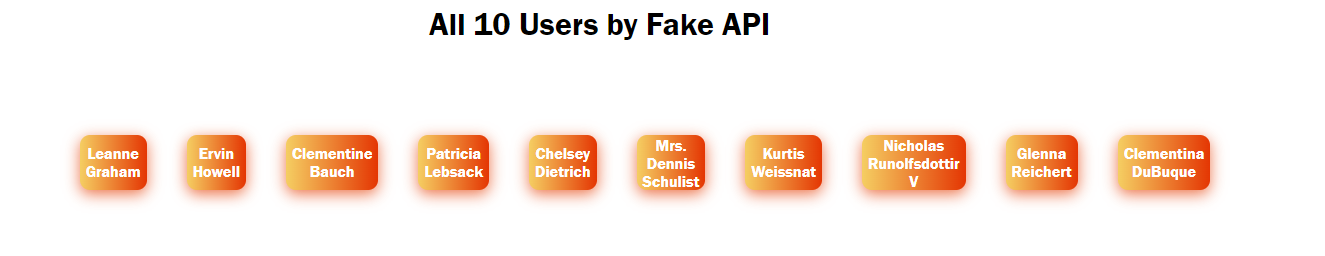 All 10 Users by Fake API
Leanne
Graham
Ervin
Howell
Clementine
Bauch
Patricia
Lebsack
Chelsey
Dietrich
Mrs.
Dennis
Schulist
Kurtis
Weissnat
Nicholas
Runolfsdottir
V
Glenna
Reichert
Clementina
DuBuque